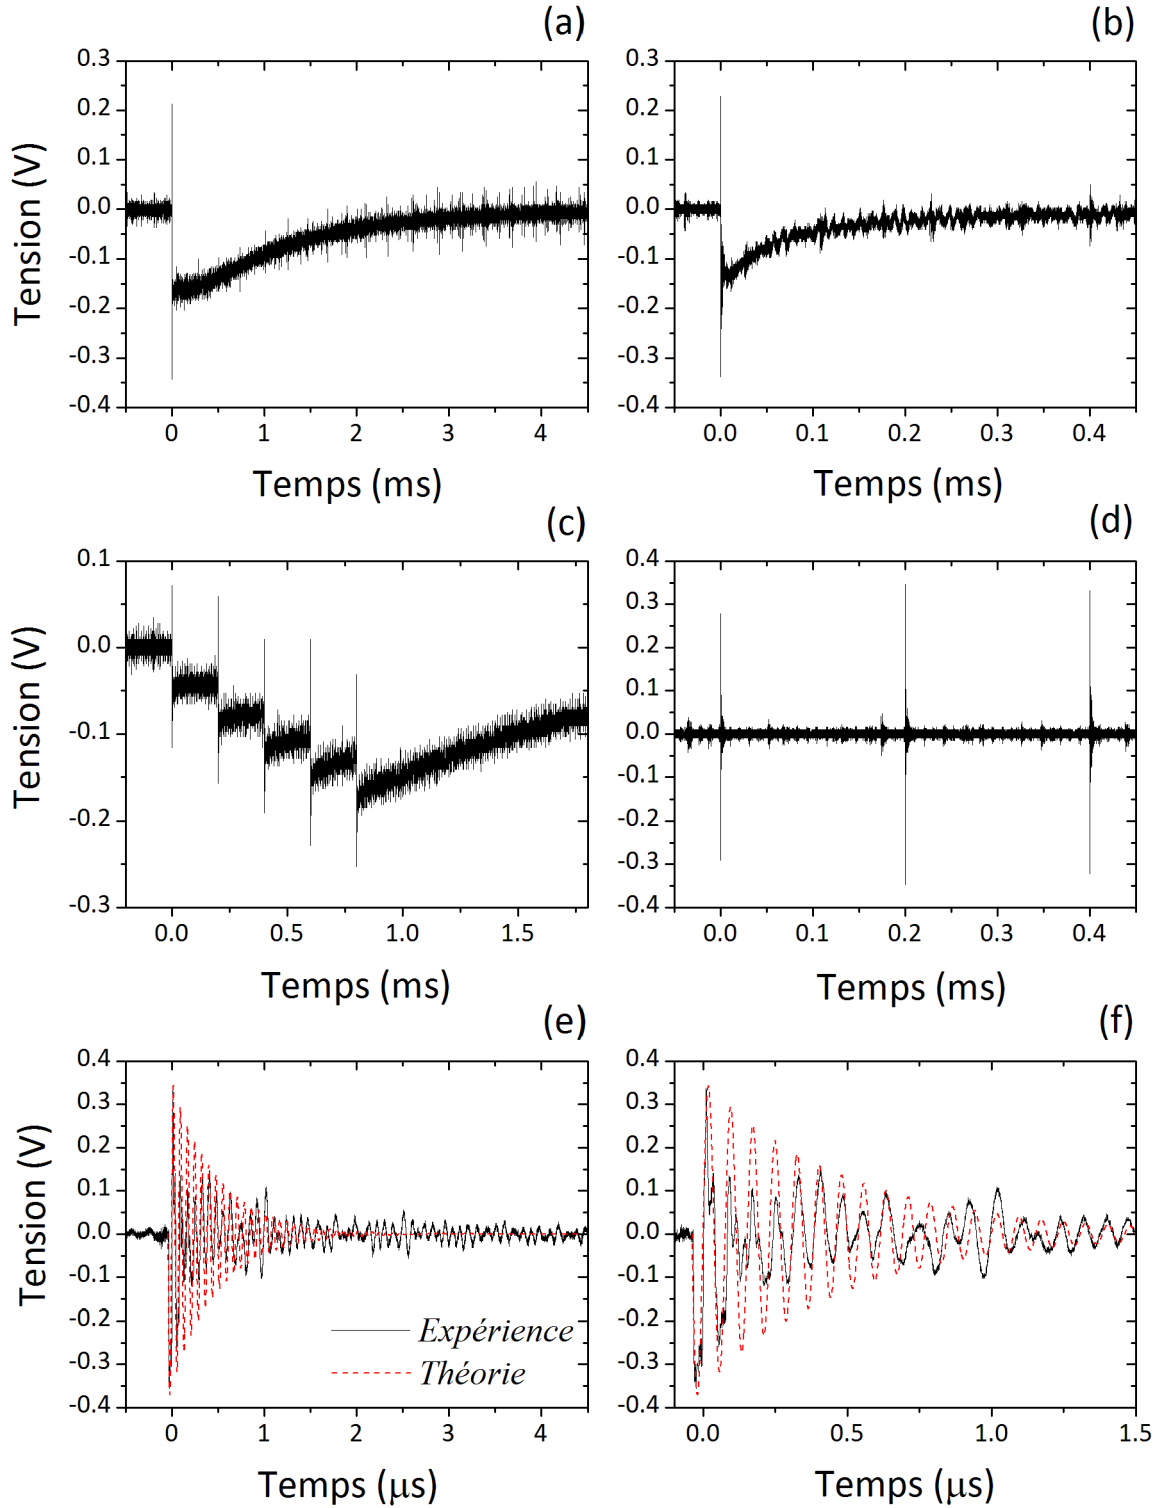 (a)
0.3
0.2
0.1
0.0
-0.1
-0.2
-0.3
-0.4
Tension (V)
0 1 2 3 4
Temps (ms)
(b)
0.3
0.2
0.1
0.0
-0.1
-0.2
-0.3
-0.4
0.0 0.1 0.2 0.3 0.4
Temps (ms)
(c)
0.1
0.0
-0.1
-0.2
-0.3
Tension (V)
0.0 0.5 1.0 1.5
Temps (ms)
(d)
0.4
0.3
0.2
0.1
0.0
-0.1
-0.2
-0.3
-0.4
0.0 0.1 0.2 0.3 0.4
Temps (ms)
(e)
0.4
0.3
0.2
0.1
0.0
-0.1
-0.2
-0.3
-0.4
Tension (V)
Expérience
Théorie
0 1 2 3 4
Temps (μs)
(f)
0.4
0.3
0.2
0.1
0.0
-0.1
-0.2
-0.3
-0.4
0.0 0.5 1.0 1.5
Temps (μs)